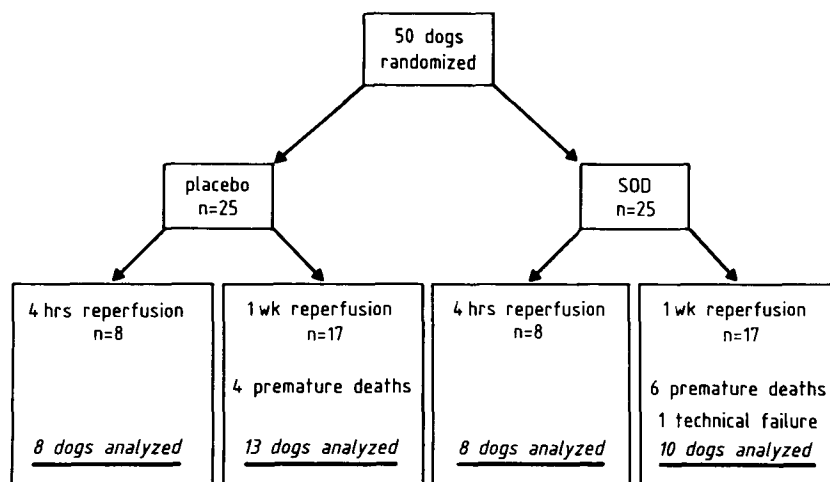 50 dogs
randomized
placebo
n=25
SOD
n=25
4 hrs reperfusion
n=8
8 dogs analyzed
1 wk reperfusion
n=17
4 premature deaths
13 dogs analyzed
4 hrs reperfusion
n=8
8 dogs analyzed
1 wk reperfusion
n=17
6 premature deaths
1 technical failure
10 dogs analyzed